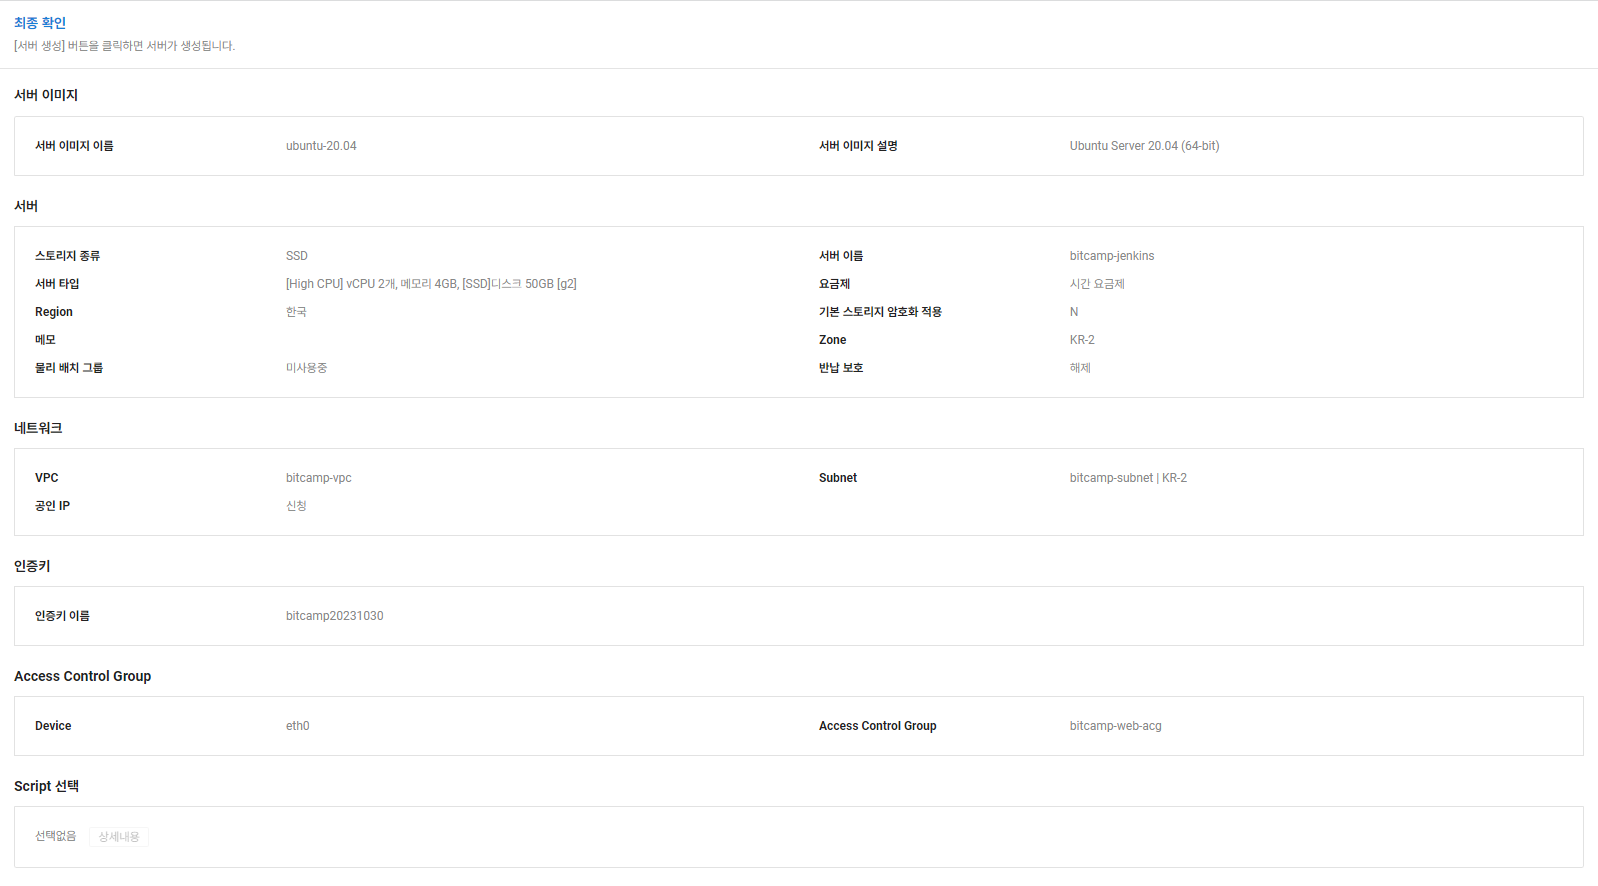 최종 확인
[서버 생성] 버튼을 클릭하면 서버가 생성됩니다.
서버 이미지
서버 이미지 이름 ubuntu-20.04 서버 이미지 설명 Ubuntu Server 20.04 (64-bit)
서버
스토리지 종류 SSD 서버 이름 bitcamp-jenkins
서버 타입 [High CPU] vCPU 2개, 메모리 4GB, [SSD]디스크 50GB [g2] 요금제 시간 요금제
Region 한국 기본 스토리지 암호화 적용 N
메모 Zone KR-2
물리 배치 그룹 미사용중 반납 보호 해제
네트워크
VPC bitcamp-vpc Subnet bitcamp-subnet | KR-2
공인 IP 신청
인증키
인증키 이름 bitcamp20231030
Access Control Group
Device eth0 Access Control Group bitcamp-web-acg
Script 선택
선택없음 상세내용